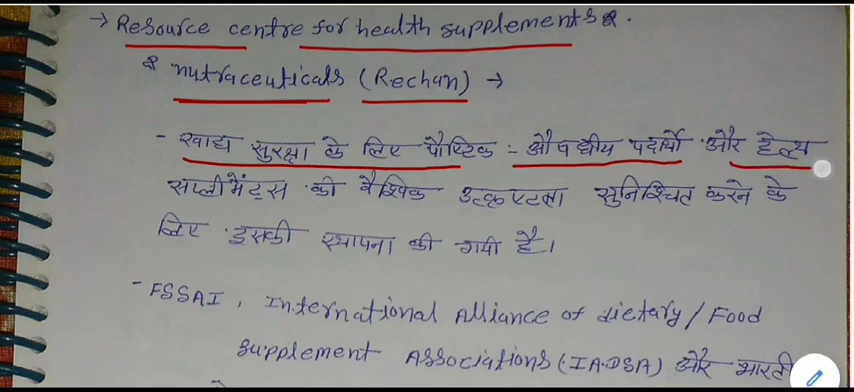 → Resource centre for health supplements &.
& nutraceuticals (Rechan) →
- खाद्य सुरक्षा के लिए पौष्टिक - औषधीय पदार्थो और हेल्थ
सप्लीमेंट्स की वैश्विक उत्कृष्टता सुनिश्चित करने के
लिए इसकी स्थापना की गयी है।
- FSSAI, International Alliance of dietary/Food
Supplement Associations (IADSA) और